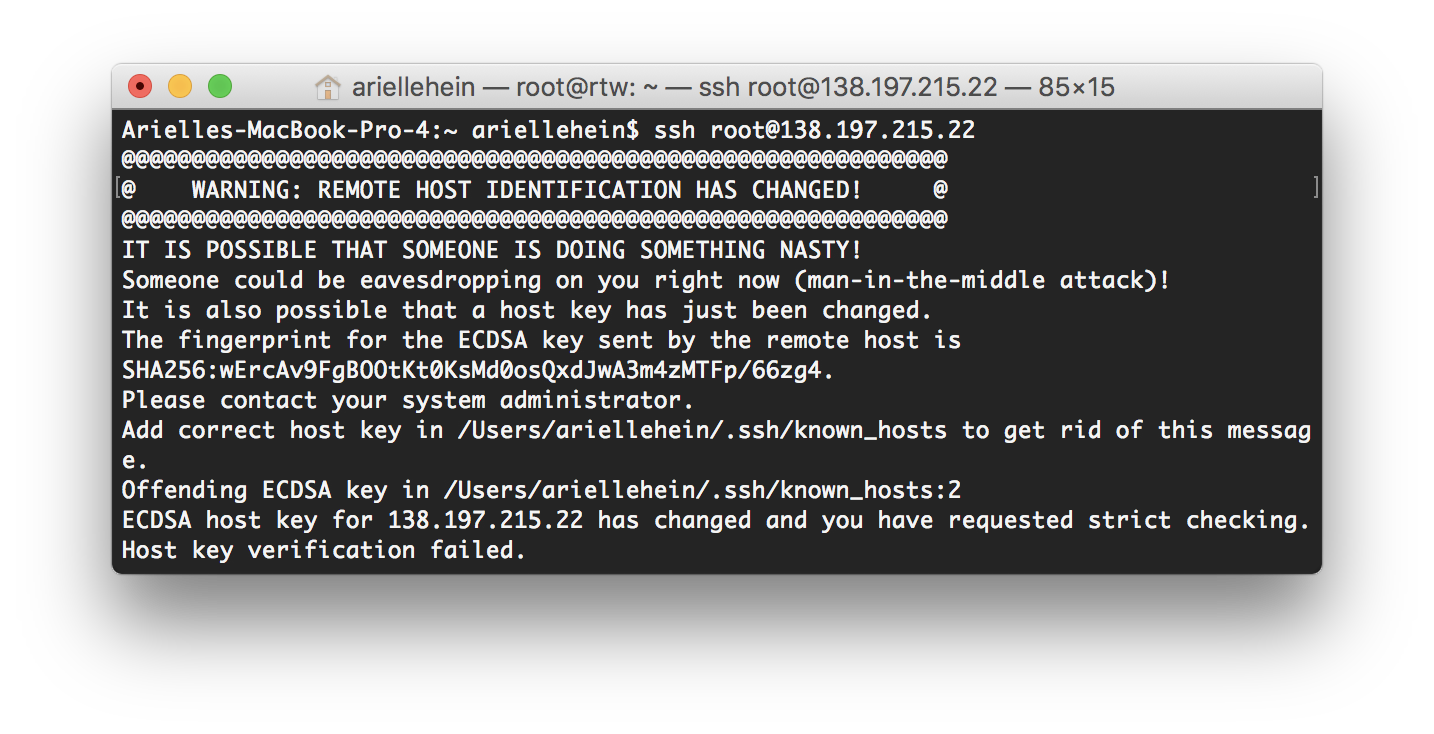 ariellehein — root@rtw: ~ — ssh root@138.197.215.22 — 85×15
Arielles-MacBook-Pro-4:~ ariellehein$ ssh root@138.197.215.22
@@@@@@@@@@@@@@@@@@@@@@@@@@@@@@@@@@@@@@@@@@@@@@@@@@@@@@@@@@@
[@    WARNING: REMOTE HOST IDENTIFICATION HAS CHANGED!     @ ]
@@@@@@@@@@@@@@@@@@@@@@@@@@@@@@@@@@@@@@@@@@@@@@@@@@@@@@@@@@@
IT IS POSSIBLE THAT SOMEONE IS DOING SOMETHING NASTY!
Someone could be eavesdropping on you right now (man-in-the-middle attack)!
It is also possible that a host key has just been changed.
The fingerprint for the ECDSA key sent by the remote host is
SHA256:wErcAv9FgBOOtKt0KsMd0osQxdJwA3m4zMTFp/66zg4.
Please contact your system administrator.
Add correct host key in /Users/ariellehein/.ssh/known_hosts to get rid of this messag
e.
Offending ECDSA key in /Users/ariellehein/.ssh/known_hosts:2
ECDSA host key for 138.197.215.22 has changed and you have requested strict checking.
Host key verification failed.